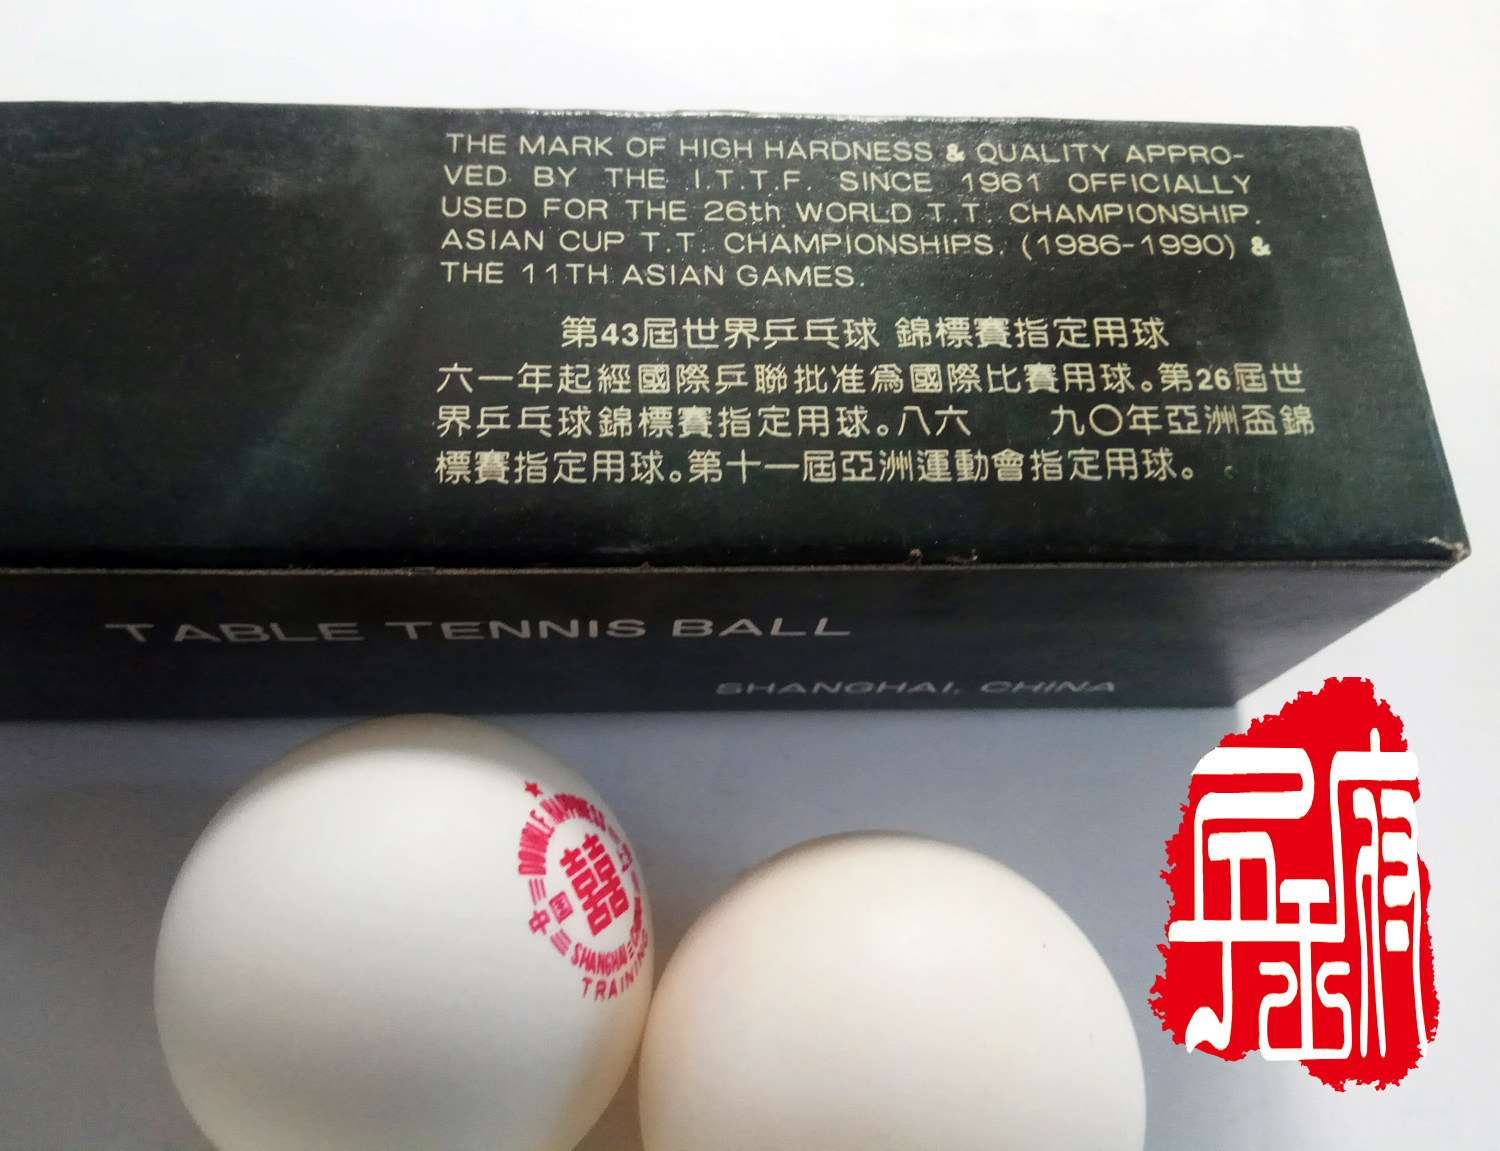 THE MARK OF HIGH HARDNESS & QUALITY APPRO-
VED BY THE I.T.T.F. SINCE 1961 OFFICIALLY
USED FOR THE 26th WORLD T.T. CHAMPIONSHIP.
ASIAN CUP T.T. CHAMPIONSHIPS. (1986-1990) &
THE 11TH ASIAN GAMES.
第43屆世界乒乓球 錦標賽指定用球
六一年起經國際乒聯批准為國際比賽用球。第26屆世
界乒乓球錦標賽指定用球。八六 九〇年亞洲盃錦
標賽指定用球。第十一屆亞洲運動會指定用球。
TABLE TENNIS BALL
SHANGHAI, CHINA
★
DOUBLE HAPPINESS
囍
中国
SHANGHAI
TRAINING